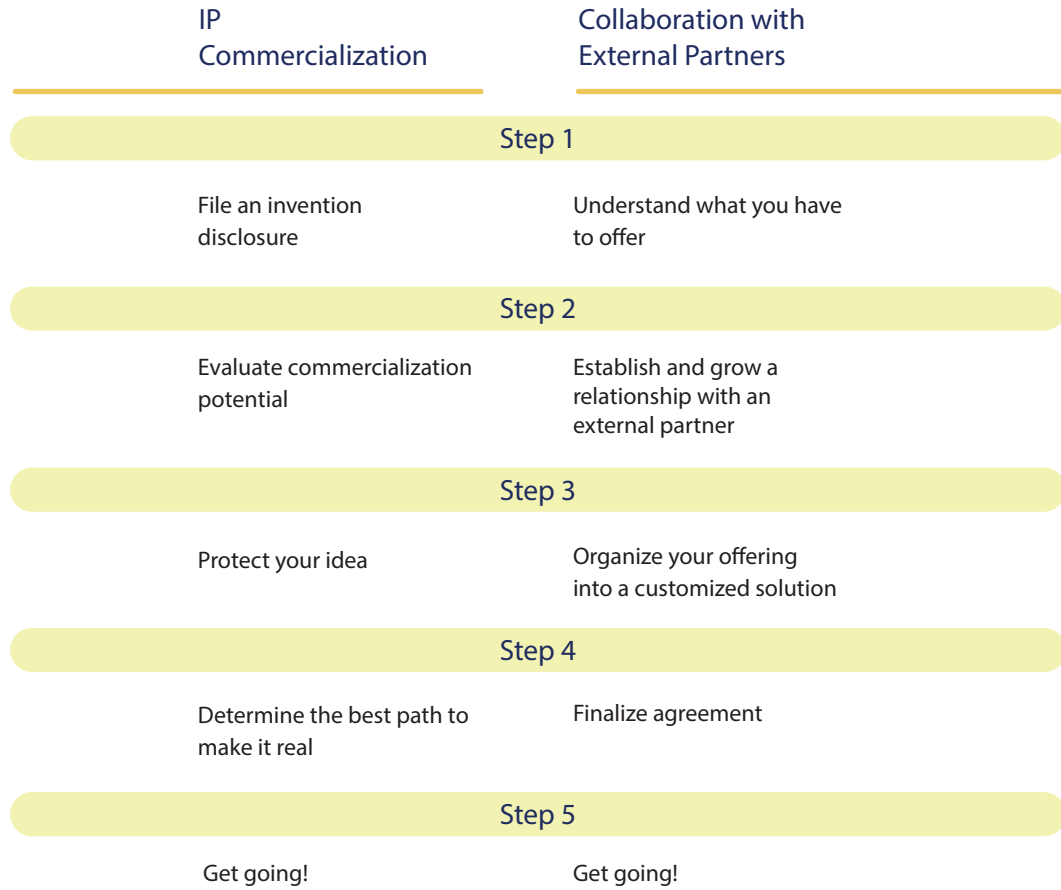 IP
Commercialization
Collaboration with
External Partners
Step 1
File an invention
disclosure
Understand what you have
to offer
Step 2
Evaluate commercialization
potential
Establish and grow a
relationship with an
external partner
Step 3
Protect your idea
Organize your offering
into a customized solution
Step 4
Determine the best path to
make it real
Finalize agreement
Step 5
Get going!
Get going!